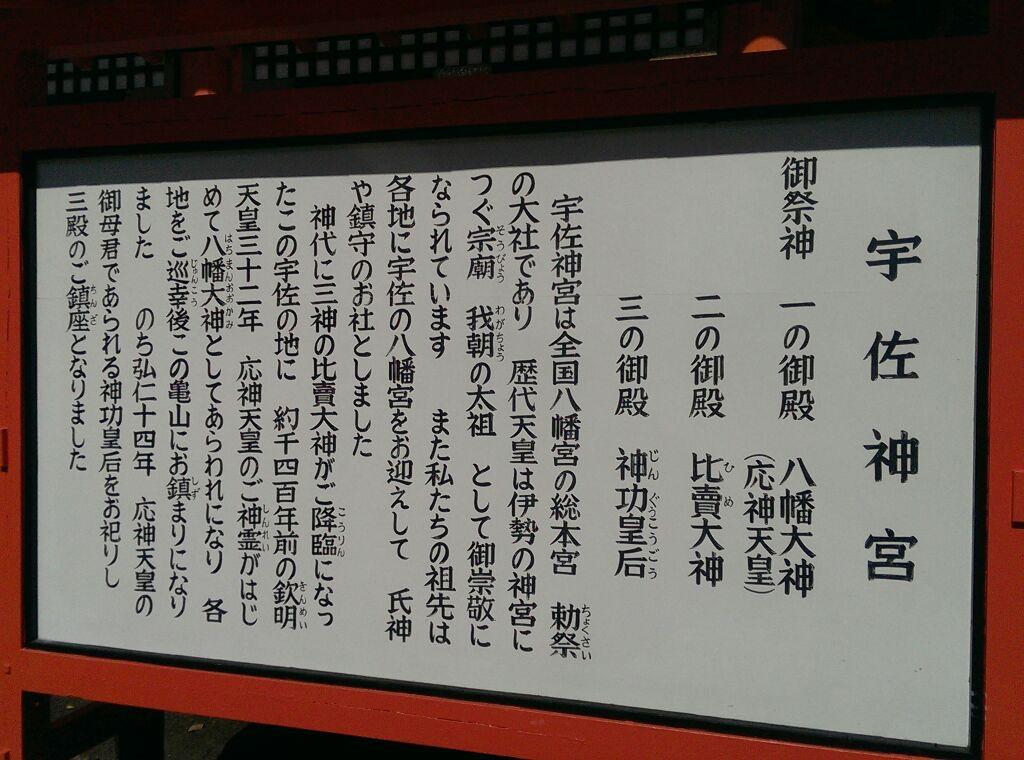 宇佐神宮
御祭神 一の御殿 八幡大神
(応神天皇)
二の御殿 比賣大神
三の御殿 神功皇后
宇佐神宮は全国八幡宮の総本宮 勅祭
の大社であり 歴代天皇は伊勢の神宮に
つぐ宗廟 我朝の太祖 として御崇敬に
なられています また私たちの祖先は
各地に宇佐の八幡宮をお迎えして 氏神
や鎮守のお社としました
神代に三神の比賣大神がご降臨になっ
たこの宇佐の地に 約千四百年前の欽明
天皇三十二年 応神天皇のご神霊がはじ
めて八幡大神としてあらわれになり 各
地をご巡幸後この亀山にお鎮まりになり
ました のち弘仁十四年 応神天皇の
御母君であられる神功皇后をお祀りし
三殿のご鎮座となりました